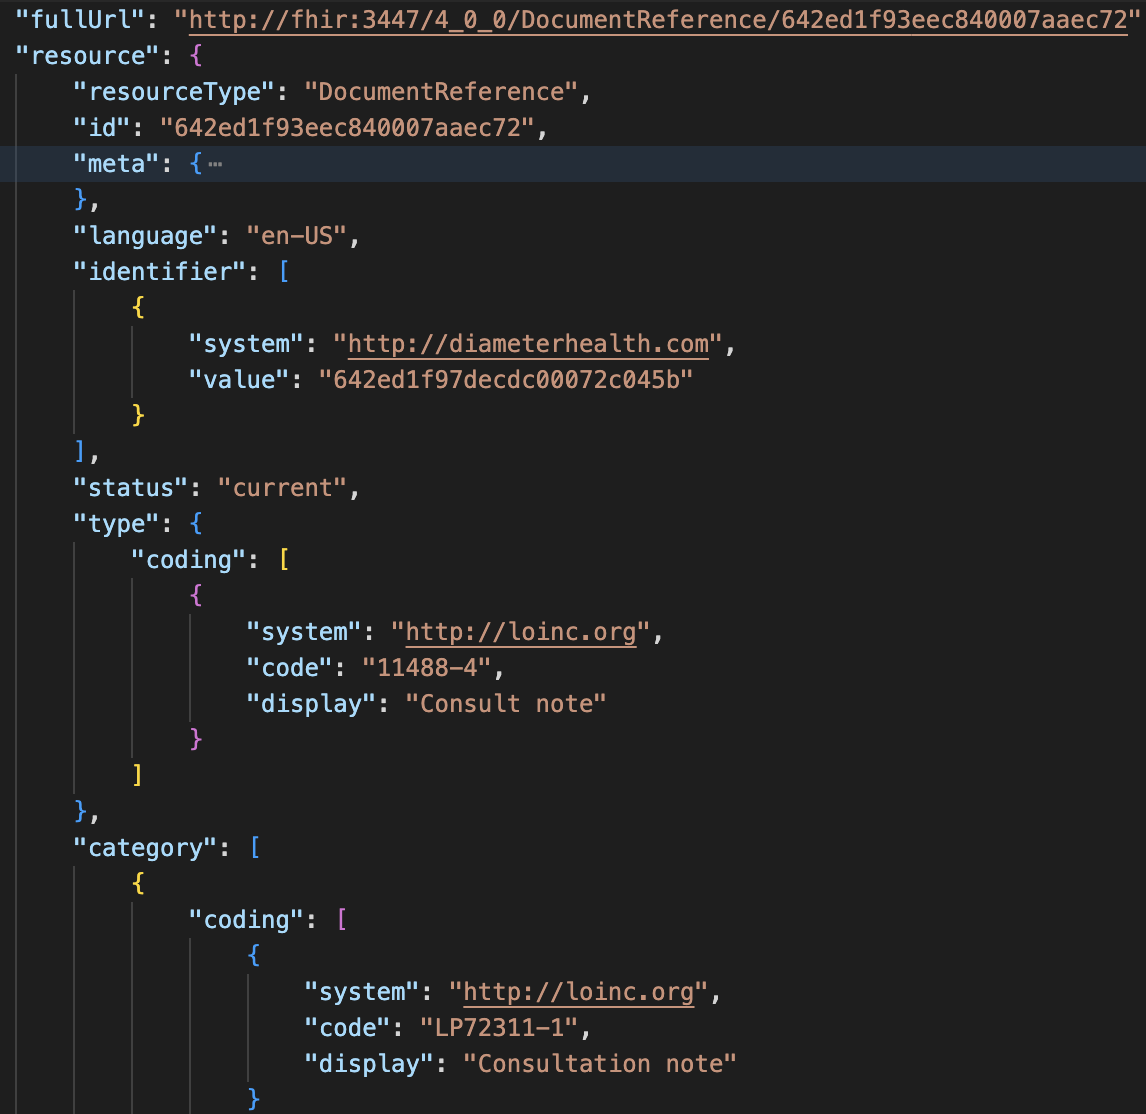 "fullUrl": "http://fhir:3447/4_0_0/DocumentReference/642ed1f93eec840007aaec72"
"resource": {
"resourceType": "DocumentReference",
"id": "642ed1f93eec840007aaec72",
"meta": { ⋯
},
"language": "en-US",
"identifier": [
{
"system": "http://diameterhealth.com",
"value": "642ed1f97decdc00072c045b"
}
],
"status": "current",
"type": {
"coding": [
{
"system": "http://loinc.org",
"code": "11488-4",
"display": "Consult note"
}
]
},
"category": [
{
"coding": [
{
"system": "http://loinc.org",
"code": "LP72311-1",
"display": "Consultation note"
}